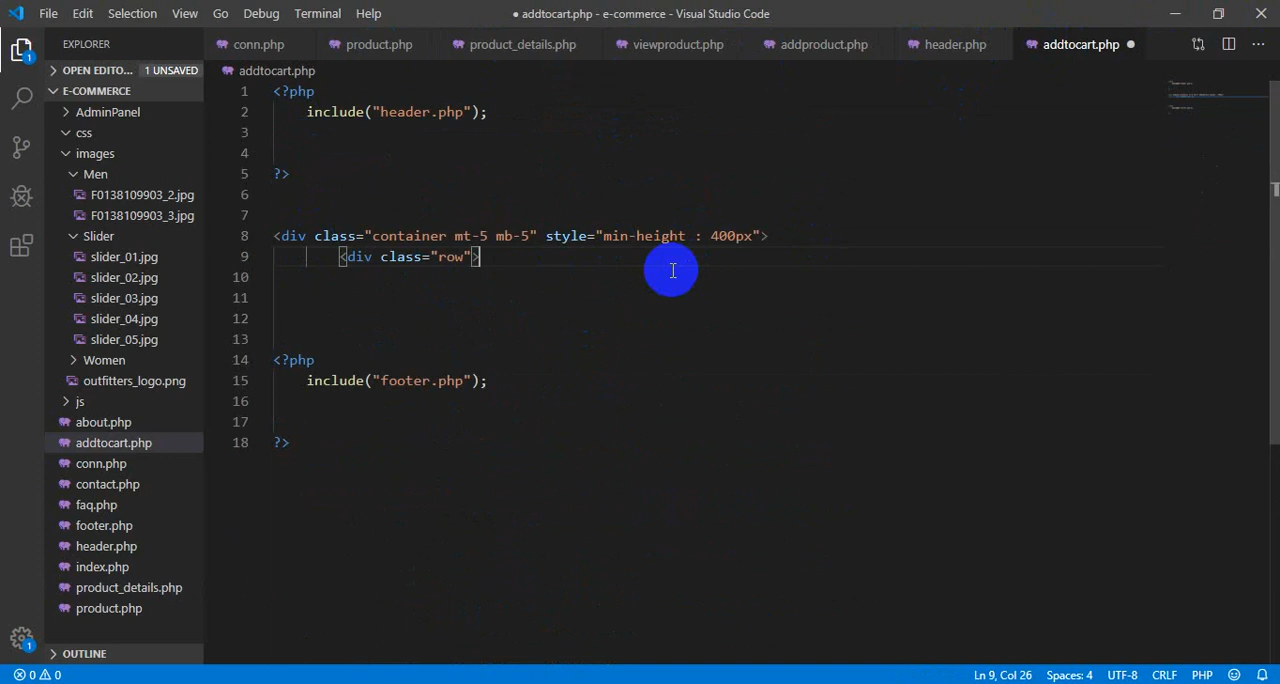 File Edit Selection View Go Debug Terminal Help
● addtocart.php - e-commerce - Visual Studio Code
EXPLORER
conn.php product.php product_details.php viewproduct.php addproduct.php header.php addtocart.php
OPEN EDITO... 1 UNSAVED
addtocart.php
E-COMMERCE
AdminPanel
css
images
Men
F0138109903_2.jpg
F0138109903_3.jpg
Slider
slider_01.jpg
slider_02.jpg
slider_03.jpg
slider_04.jpg
slider_05.jpg
Women
outfitters_logo.png
js
about.php
addtocart.php
conn.php
contact.php
faq.php
footer.php
header.php
index.php
product_details.php
product.php
OUTLINE
1 <?php
2 include("header.php");
3
4
5 ?>
6
7
8 <div class="container mt-5 mb-5" style="min-height : 400px">
9 <div class="row">
10
11
12
13
14 <?php
15 include("footer.php");
16
17
18 ?>
1
1
0 0
Ln 9, Col 26 Spaces: 4 UTF-8 CRLF PHP